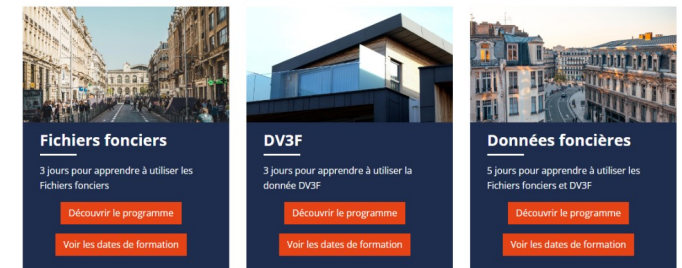 Fichiers fonciers
3 jours pour apprendre à utiliser les
Fichiers fonciers
Découvrir le programme
Voir les dates de formation
DV3F
3 jours pour apprendre à utiliser la
donnée DV3F
Découvrir le programme
Voir les dates de formation
Données foncières
5 jours pour apprendre à utiliser les
Fichiers fonciers et DV3F
Découvrir le programme
Voir les dates de formation